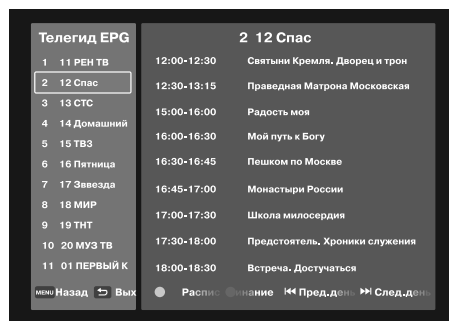 Телегид EPG
1 11 РЕН ТВ
2 12 Спас
3 13 СТС
4 14 Домашний
5 15 ТВ3
6 16 Пятница
7 17 Звезда
8 18 МИР
9 19 ТНТ
10 20 МУЗ ТВ
11 01 ПЕРВЫЙ К
MENU Назад Вых
2 12 Спас
12:00-12:30 Святыни Кремля. Дворец и трон
12:30-13:15 Праведная Матрона Московская
15:00-16:00 Радость моя
16:00-16:30 Мой путь к Богу
16:30-16:45 Пешком по Москве
16:45-17:00 Монастыри России
17:00-17:30 Школа милосердия
17:30-18:00 Предстоятель. Хроники служения
18:00-18:30 Встреча. Достучаться
Распис Пред.день След.день